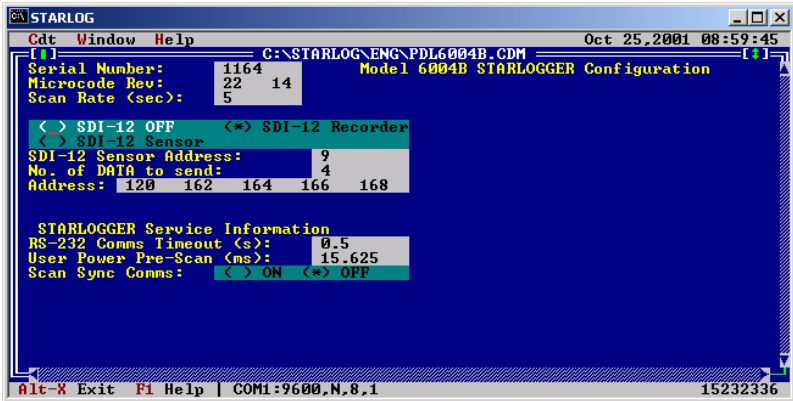 STARLOG
Cdt Window Help Oct 25,2001 08:59:45
C:\STARLOG\ENG\PDL6004B.CDM
Serial Number: 1164 Model 6004B STARLOGGER Configuration
Microcode Rev: 22 14
Scan Rate (sec): 5
(_) SDI-12 OFF (*) SDI-12 Recorder
( ) SDI-12 Sensor
SDI-12 Sensor Address: 9
No. of DATA to send: 4
Address: 120 162 164 166 168
STARLOGGER Service Information
RS-232 Comms Timeout (s): 0.5
User Power Pre-Scan (ms): 15.625
Scan Sync Comms: ( ) ON (*) OFF
Alt-X Exit F1 Help | COM1:9600,N,8,1 15232336